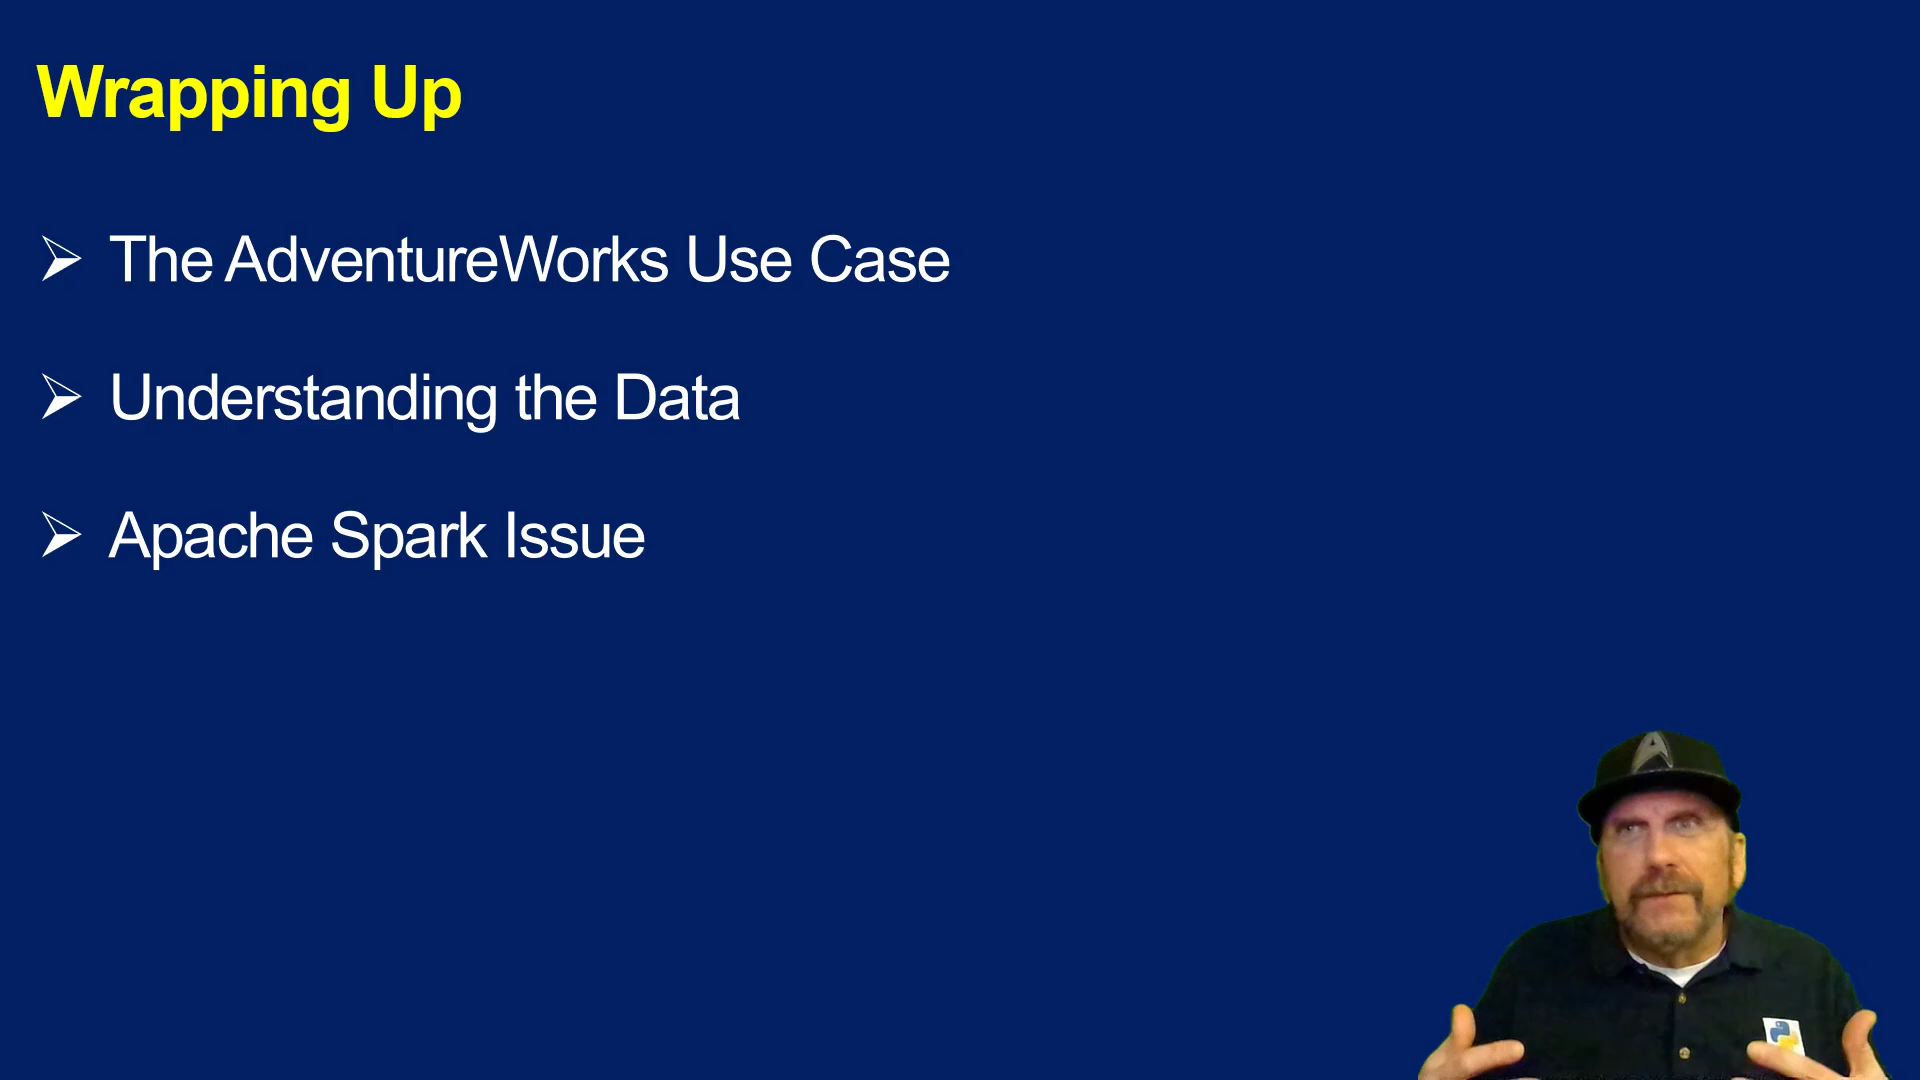 Wrapping Up
The AdventureWorks Use Case
Understanding the Data
Apache Spark Issue